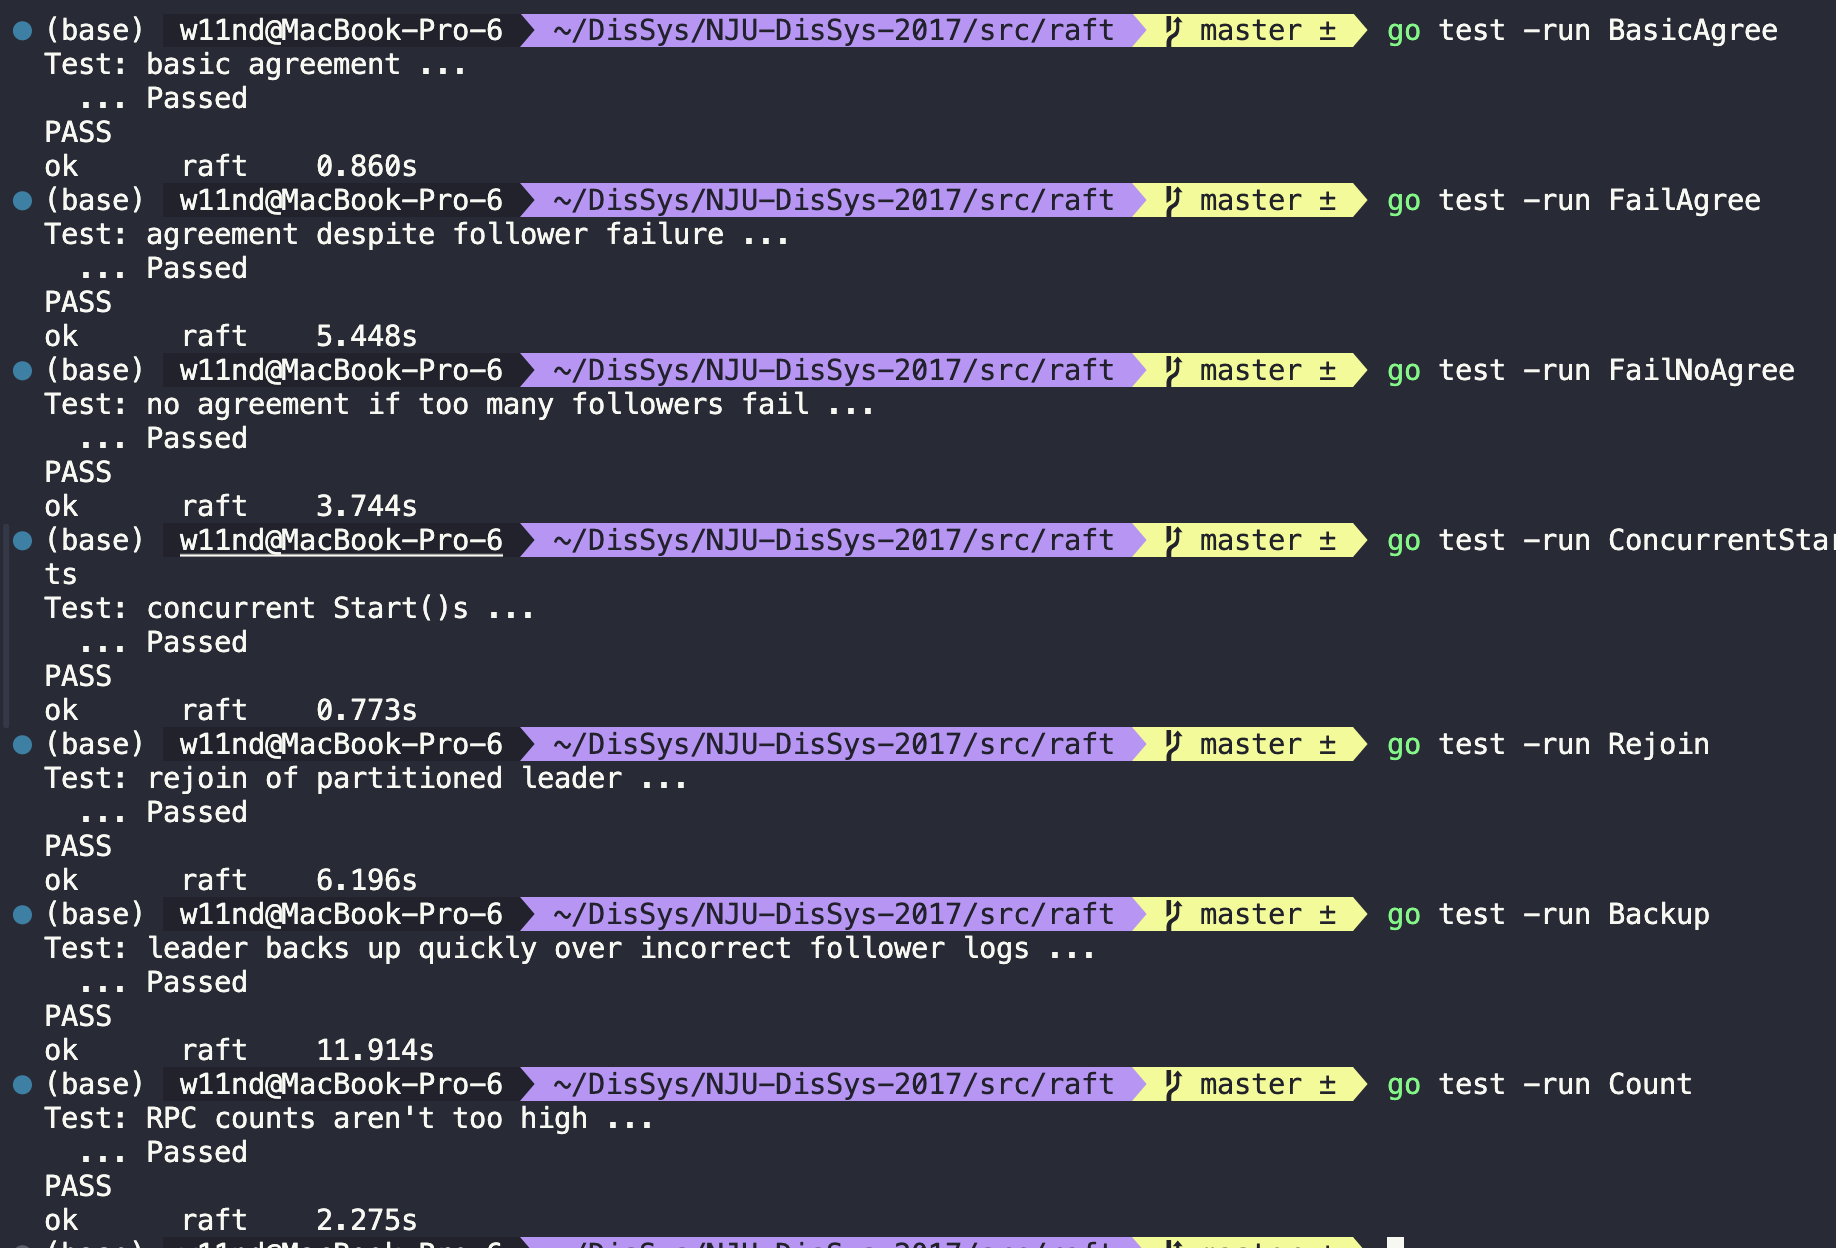 (base) w11nd@MacBook-Pro-6 ~/DisSys/NJU-DisSys-2017/src/raft master ± go test -run BasicAgree
Test: basic agreement ...
... Passed
PASS
ok raft 0.860s
(base) w11nd@MacBook-Pro-6 ~/DisSys/NJU-DisSys-2017/src/raft master ± go test -run FailAgree
Test: agreement despite follower failure ...
... Passed
PASS
ok raft 5.448s
(base) w11nd@MacBook-Pro-6 ~/DisSys/NJU-DisSys-2017/src/raft master ± go test -run FailNoAgree
Test: no agreement if too many followers fail ...
... Passed
PASS
ok raft 3.744s
(base) w11nd@MacBook-Pro-6 ~/DisSys/NJU-DisSys-2017/src/raft master ± go test -run ConcurrentStar
ts
Test: concurrent Start()s ...
... Passed
PASS
ok raft 0.773s
(base) w11nd@MacBook-Pro-6 ~/DisSys/NJU-DisSys-2017/src/raft master ± go test -run Rejoin
Test: rejoin of partitioned leader ...
... Passed
PASS
ok raft 6.196s
(base) w11nd@MacBook-Pro-6 ~/DisSys/NJU-DisSys-2017/src/raft master ± go test -run Backup
Test: leader backs up quickly over incorrect follower logs ...
... Passed
PASS
ok raft 11.914s
(base) w11nd@MacBook-Pro-6 ~/DisSys/NJU-DisSys-2017/src/raft master ± go test -run Count
Test: RPC counts aren't too high ...
... Passed
PASS
ok raft 2.275s